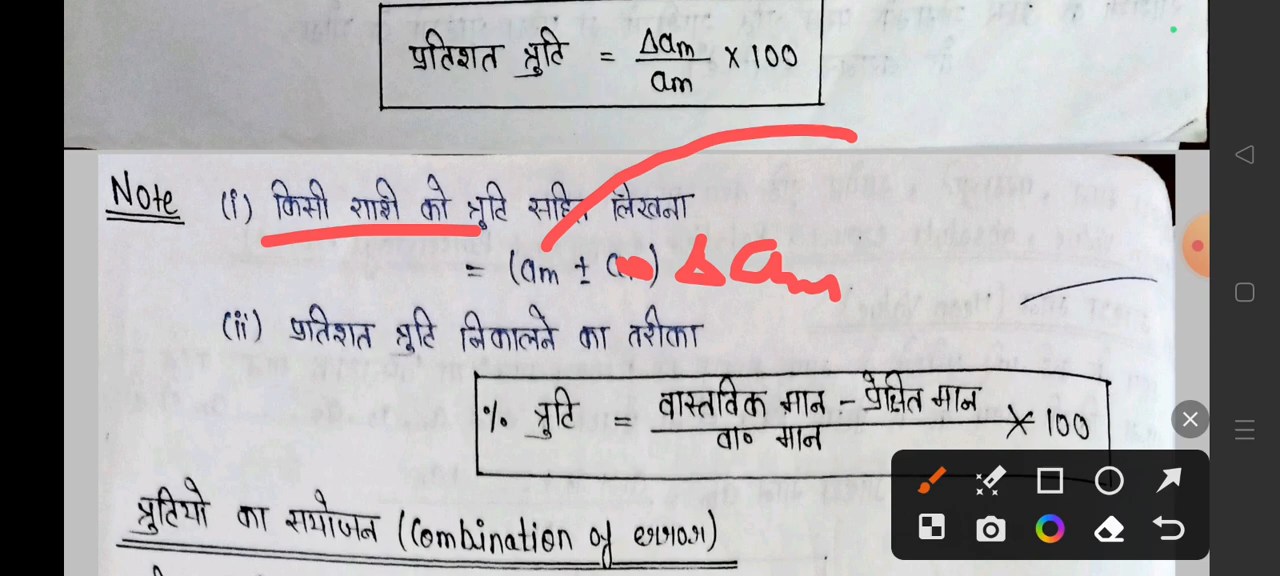 प्रतिशत त्रुटि = Δam / am × 100
Note (i) किसी राशि को त्रुटि सहित लिखना
= (am ± a ) Δam
(ii) प्रतिशत त्रुटि निकालने का तरीका
% त्रुटि = वास्तविक मान - प्रेक्षित मान / वा० मान × 100
त्रुटियो का संयोजन (Combination of errors)